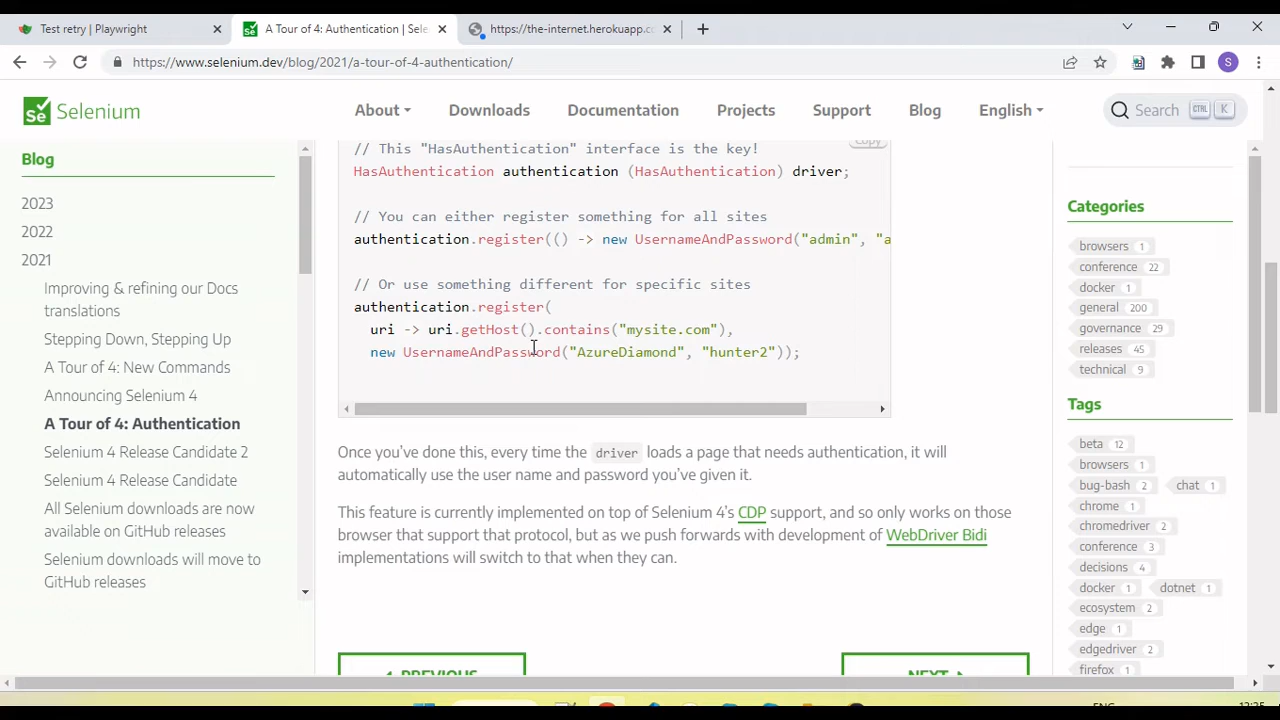 Test retry | Playwright
A Tour of 4: Authentication | Sele
https://the-internet.herokuapp.co
https://www.selenium.dev/blog/2021/a-tour-of-4-authentication/
S
Se
Selenium
About
Downloads
Documentation
Projects
Support
Blog
English
Search CTRL K
Blog
2023
2022
2021
Improving & refining our Docs
translations
Stepping Down, Stepping Up
A Tour of 4: New Commands
Announcing Selenium 4
A Tour of 4: Authentication
Selenium 4 Release Candidate 2
Selenium 4 Release Candidate
All Selenium downloads are now
available on GitHub releases
Selenium downloads will move to
GitHub releases
Copy
// This "HasAuthentication" interface is the key!
HasAuthentication authentication (HasAuthentication) driver;
// You can either register something for all sites
authentication.register(() -> new UsernameAndPassword("admin", "a
// Or use something different for specific sites
authentication.register(
uri -> uri.getHost().contains("mysite.com"),
new UsernameAndPassword("AzureDiamond", "hunter2"));
Once you've done this, every time the driver loads a page that needs authentication, it will
automatically use the user name and password you've given it.
This feature is currently implemented on top of Selenium 4's CDP support, and so only works on those
browser that support that protocol, but as we push forwards with development of WebDriver Bidi
implementations will switch to that when they can.
PREVIOUS
NEXT
Categories
browsers 1
conference 22
docker 1
general 200
governance 29
releases 45
technical 9
Tags
beta 12
browsers 1
bug-bash 2 chat 1
chrome 1
chromedriver 2
conference 3
decisions 4
docker 1 dotnet 1
ecosystem 2
edge 1
edgedriver 2
firefox 1
ENG
12:35